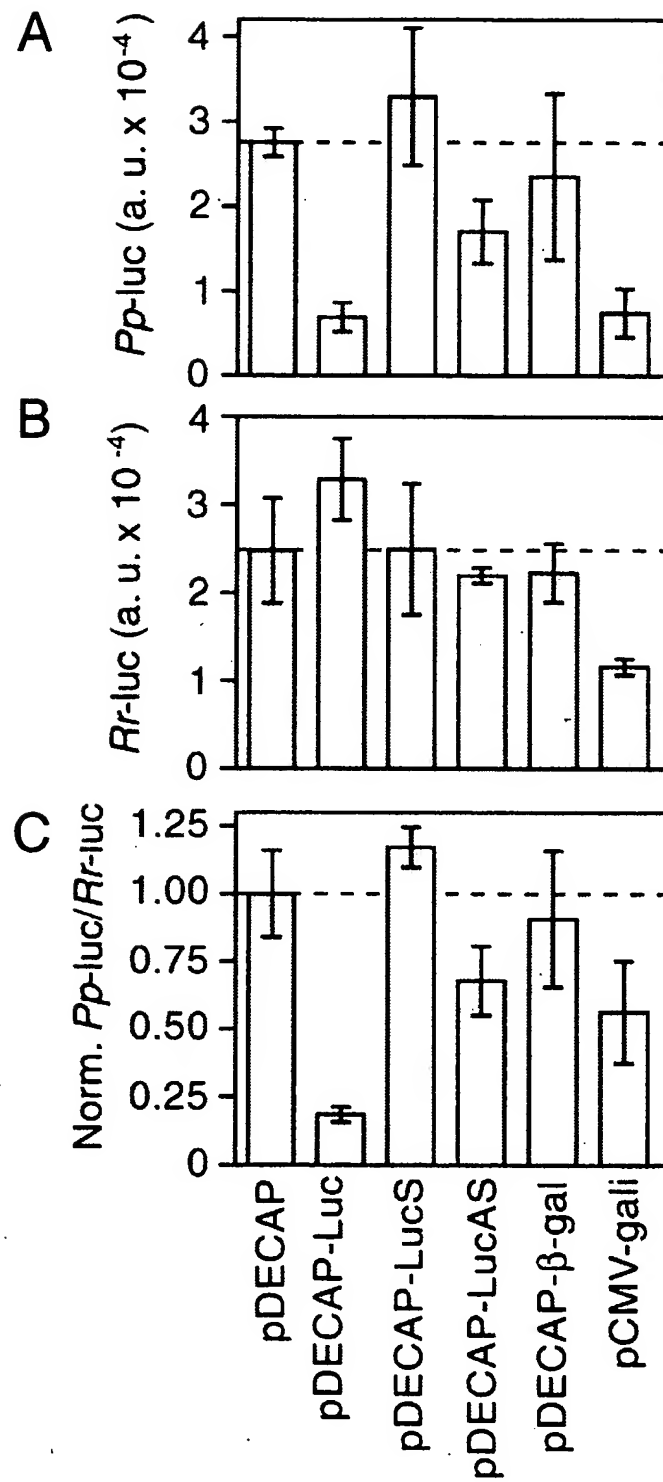 A
Pp-luc (a. u. x 10-4)
4
3
2
1
0
B
Rr-luc (a. u. x 10-4)
4
3
2
1
0
C
Norm. Pp-luc/Rr-luc
1.25
1.00
0.75
0.50
0.25
0
pDECAP
pDECAP-Luc
pDECAP-LucS
pDECAP-LucAS
pDECAP-β-gal
pCMV-gali